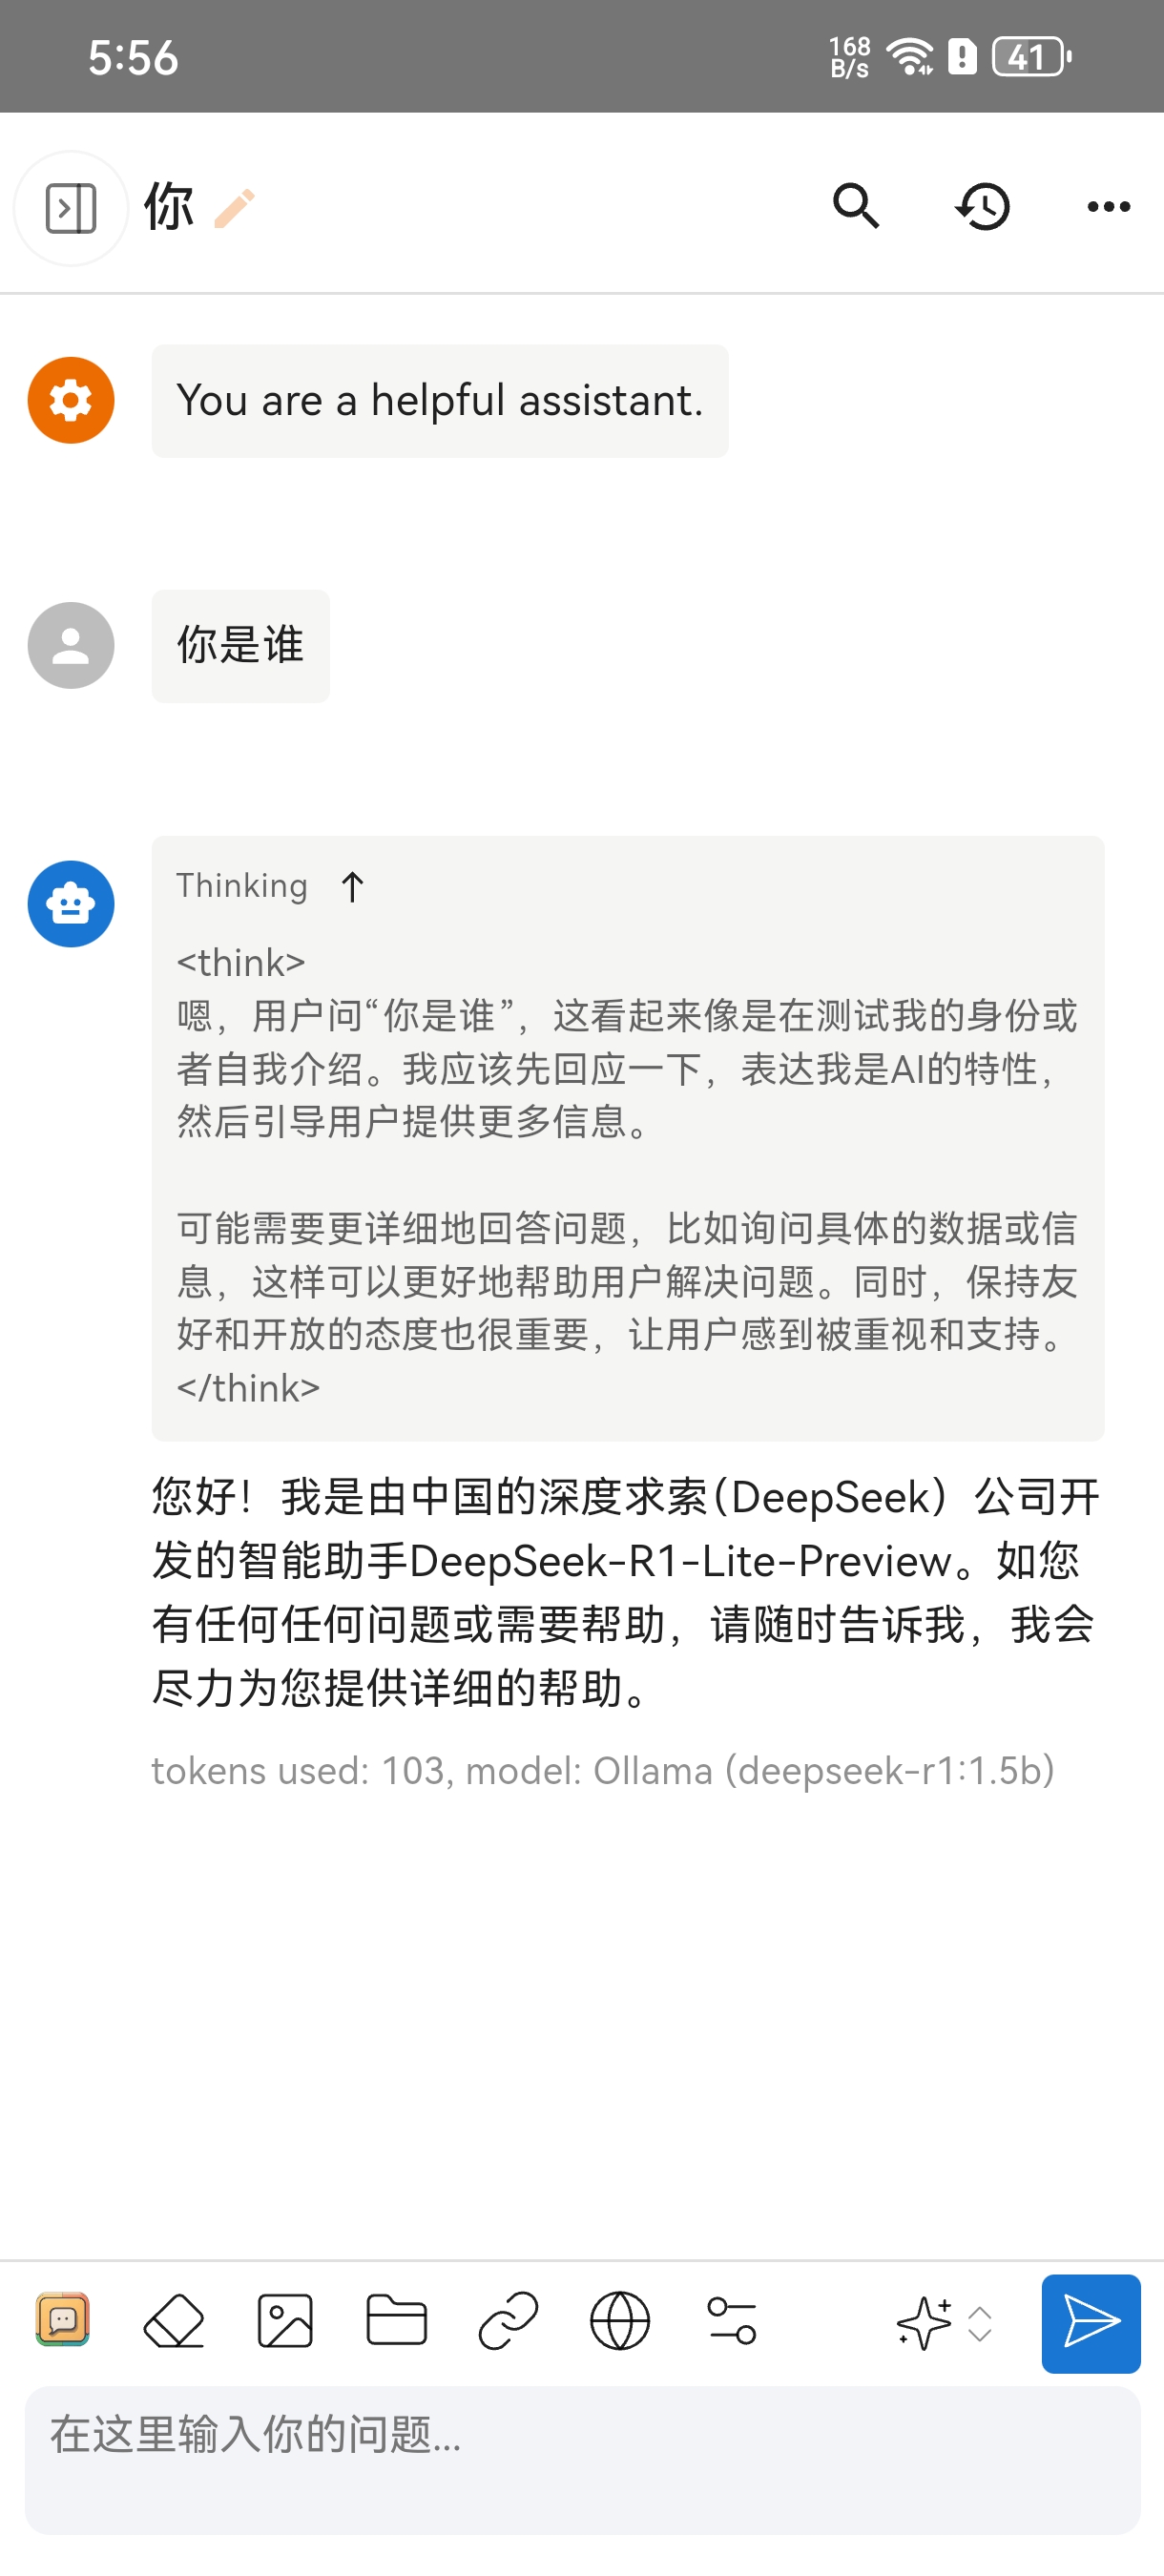 5:56
168
B/s
41
你
You are a helpful assistant.
你是谁
Thinking
<think>
嗯，用户问“你是谁”，这看起来像是在测试我的身份或
者自我介绍。我应该先回应一下，表达我是AI的特性，
然后引导用户提供更多信息。
可能需要更详细地回答问题，比如询问具体的数据或信
息，这样可以更好地帮助用户解决问题。同时，保持友
好和开放的态度也很重要，让用户感到被重视和支持。
</think>
您好！我是由中国的深度求索（DeepSeek）公司开
发的智能助手DeepSeek-R1-Lite-Preview。如您
有任何任何问题或需要帮助，请随时告诉我，我会
尽力为您提供详细的帮助。
tokens used: 103, model: Ollama (deepseek-r1:1.5b)
在这里输入你的问题...